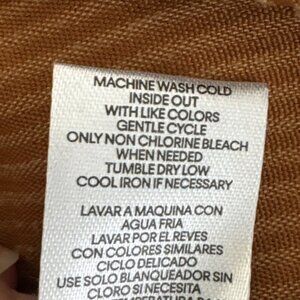 MACHINE WASH COLD
INSIDE OUT
WITH LIKE COLORS
GENTLE CYCLE
ONLY NON CHLORINE BLEACH
WHEN NEEDED
TUMBLE DRY LOW
COOL IRON IF NECESSARY
LAVAR A MAQUINA CON
AGUA FRIA
LAVAR POR EL REVES
CON COLORES SIMILARES
CICLO DELICADO
USE SOLO BLANQUEADOR SIN
CLORO SI NECESITA
TEMPERATURA